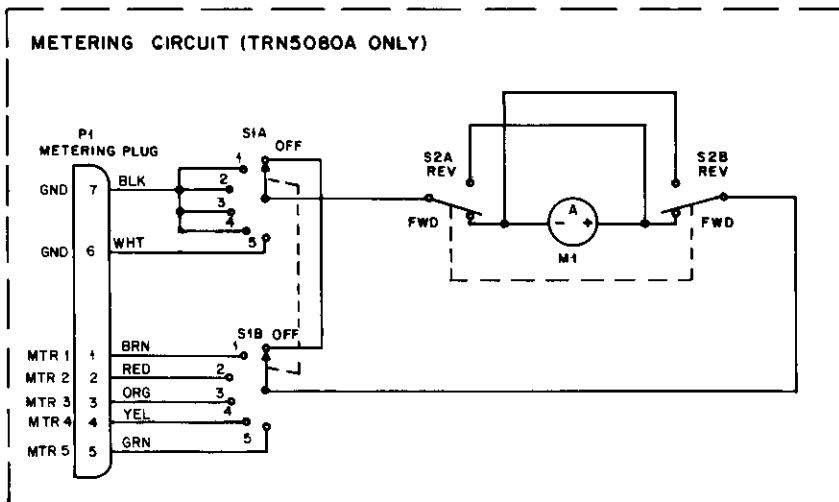 METERING CIRCUIT (TRN5080A ONLY)
P1
METERING PLUG
S1A
OFF
GND 7 BLK
1
2
3
4
5
GND 6 WHT
S2A
REV
FWD
- A +
M1
S2B
REV
FWD
S1B OFF
MTR 1 1 BRN 1
MTR 2 2 RED 2
MTR 3 3 ORG 3
MTR 4 4 YEL 4
MTR 5 5 GRN 5